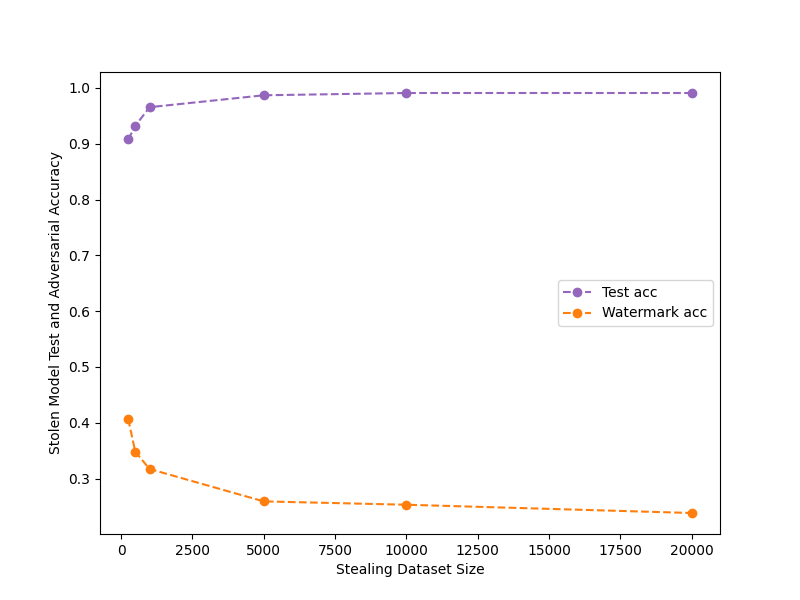 1.0
0.9
0.8
0.7
0.6
0.5
0.4
0.3
Stolen Model Test and Adversarial Accuracy
Test acc
Watermark acc
0 2500 5000 7500 10000 12500 15000 17500 20000
Stealing Dataset Size